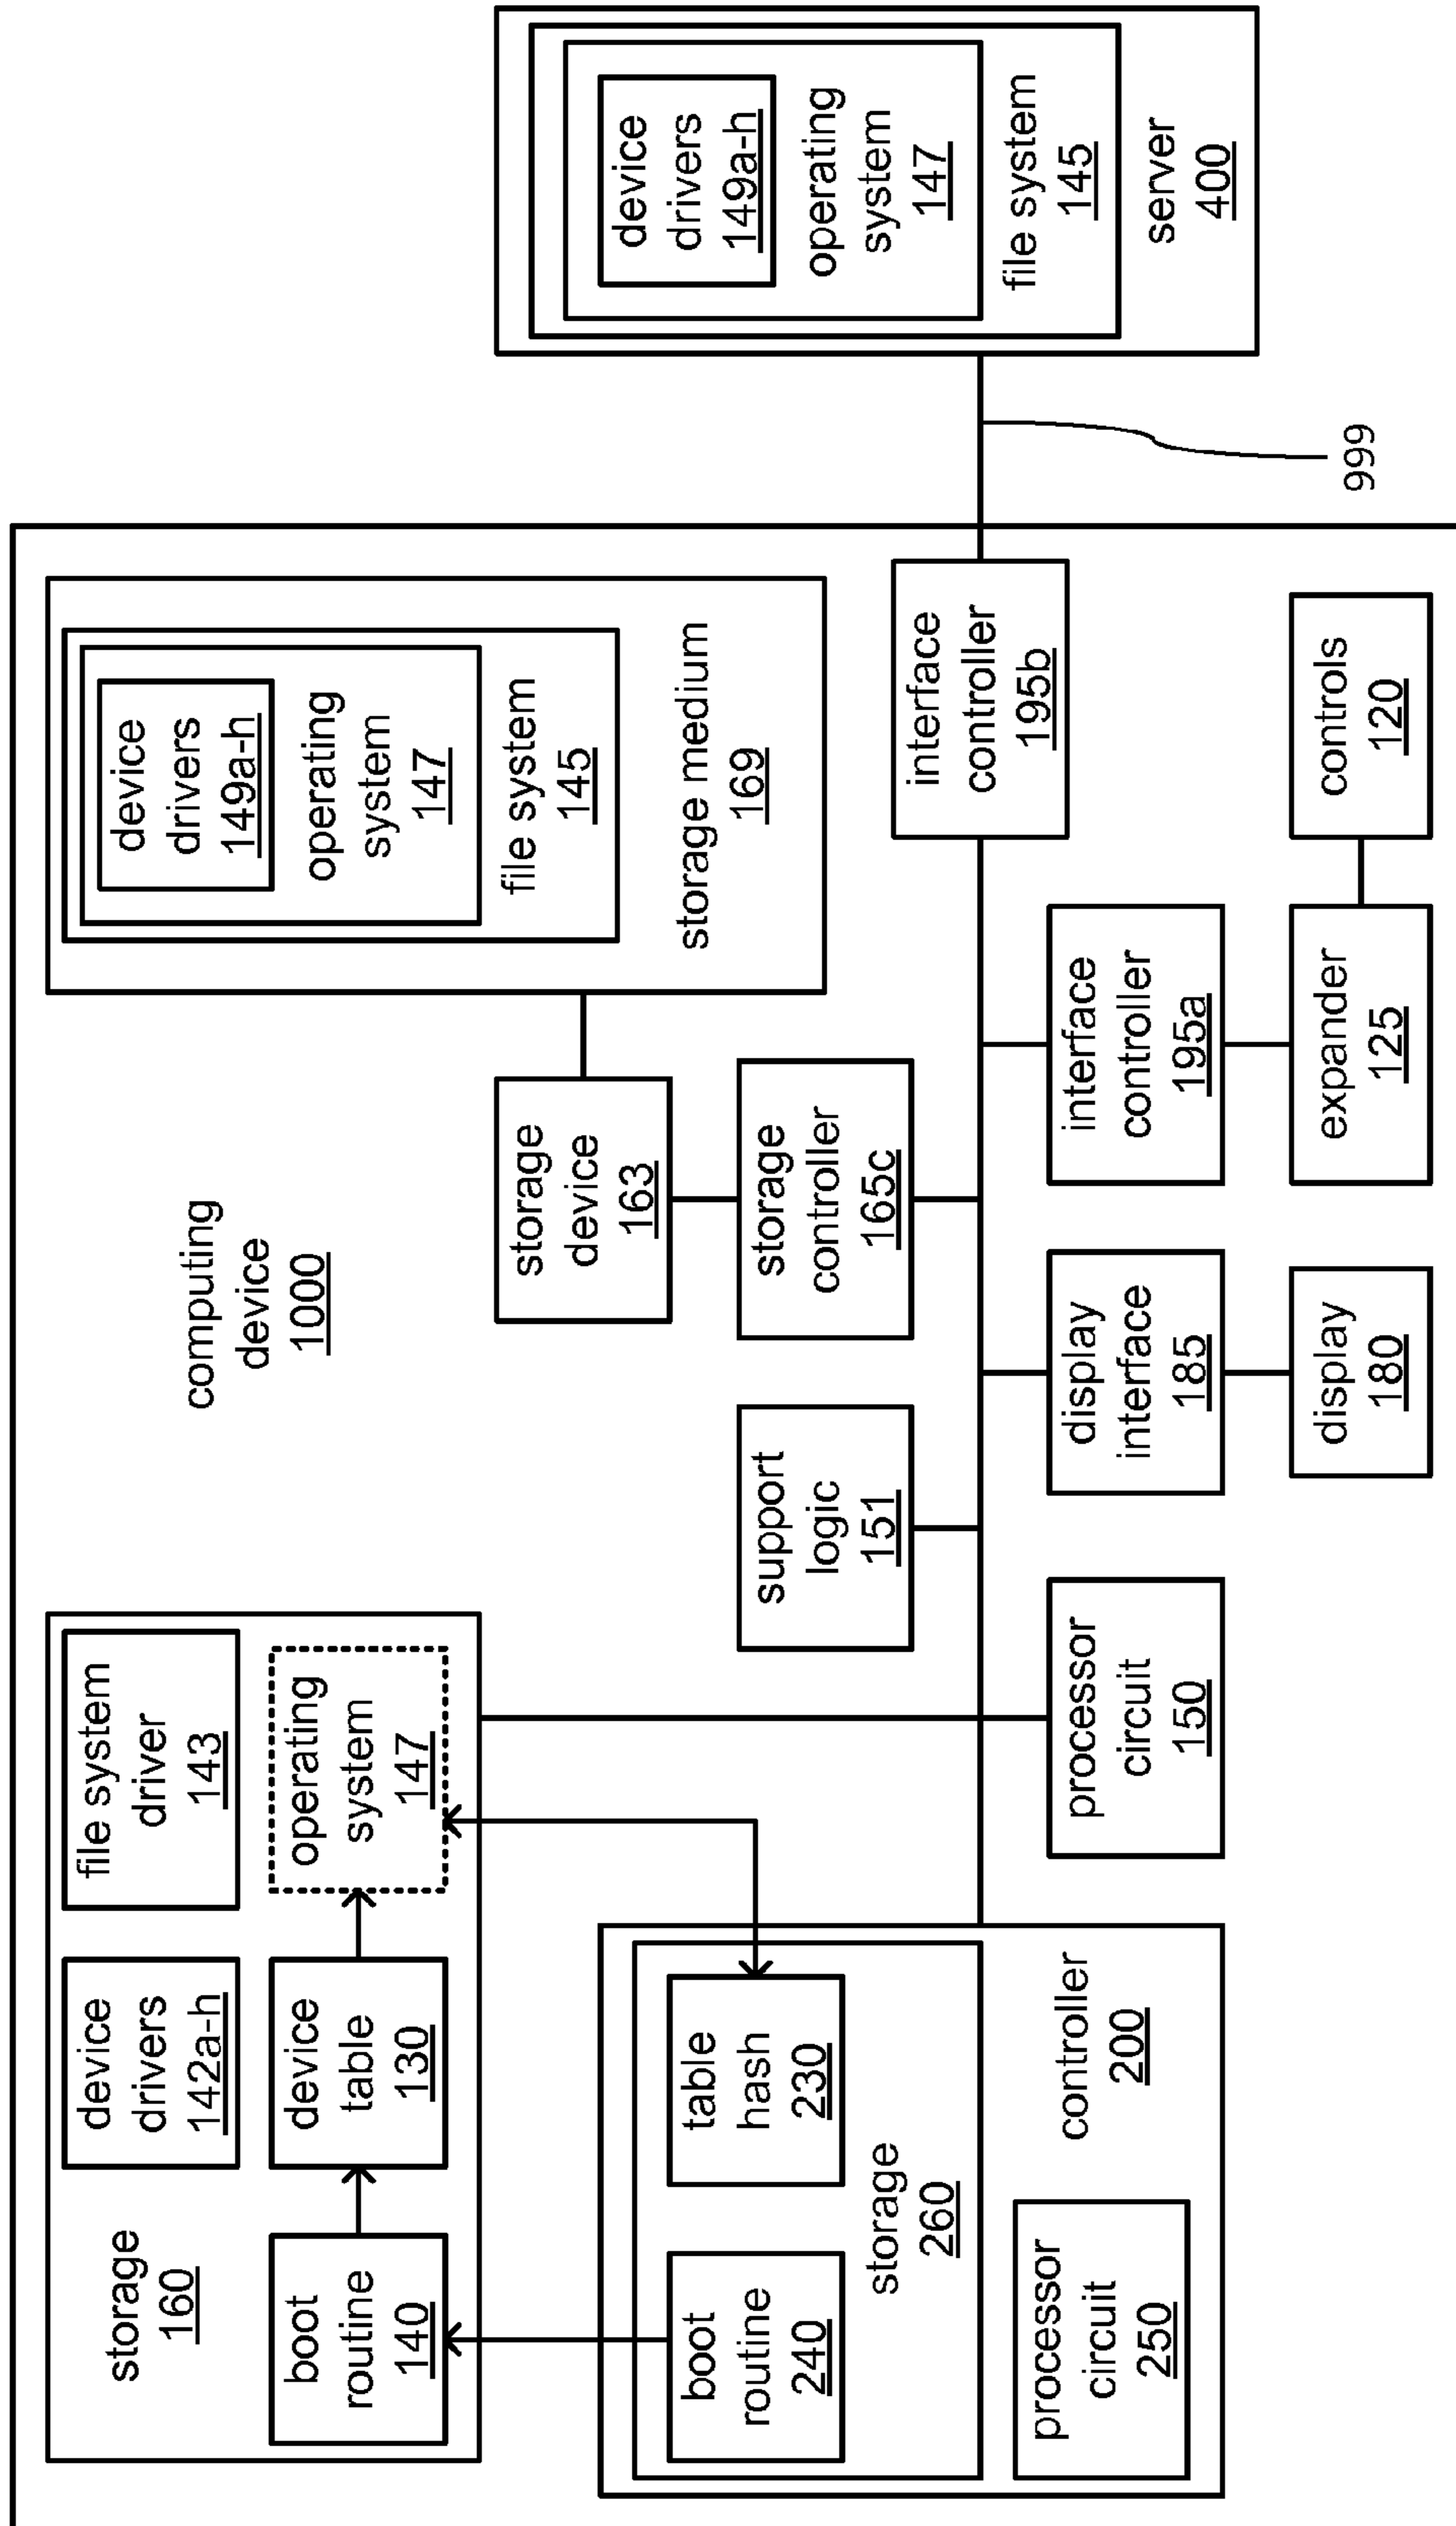 storage
160
device
drivers
142a-h
file system
driver
143
boot
routine
140
device
table
130
operating
system
147
computing
device
1000
device
drivers
149a-h
operating
system
147
file system
145
storage medium
169
storage
device
163
boot
routine
240
table
hash
230
storage
260
processor
circuit
250
controller
200
support
logic
151
storage
controller
165c
interface
controller
195b
processor
circuit
150
display
interface
185
interface
controller
195a
display
180
expander
125
controls
120
device
drivers
149a-h
operating
system
147
file system
145
server
400
999